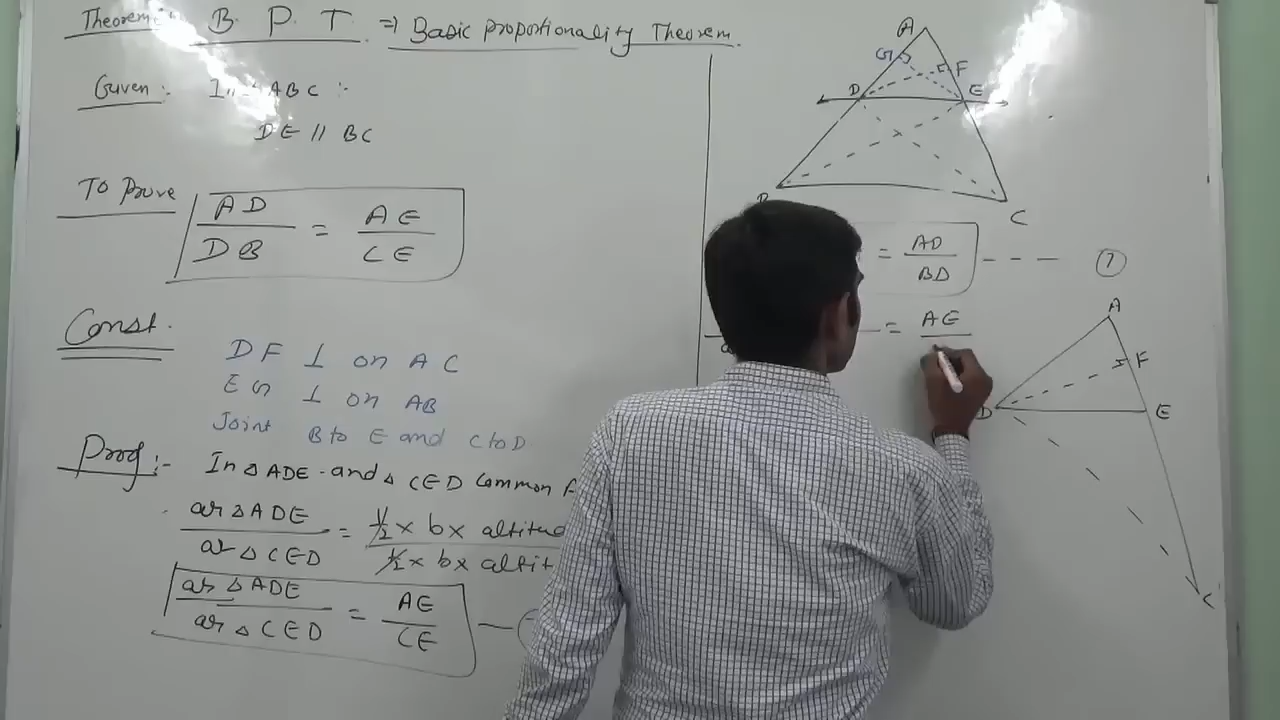 Theorem: B. P. T. ⇒ Basic proportionality Theorem.
Given:- In ABC :-
DE // BC
To Prove
AD/DB = AE/CE
Const.
DF ⊥ on AC
EG ⊥ on AB
Joint B to E and C to D
Proof:- In △ ADE and △ CED Common
ar △ ADE / ar △ CED = 1/2 × b × altitud / 1/2 × b × altit
ar △ ADE / ar △ CED = AE/CE
A
G
F
D
E
B
C
= AD/BD - - - 1
= AE
A
F
D
E
C